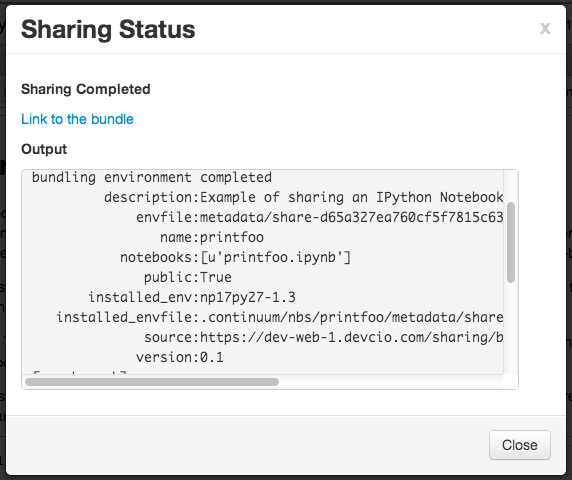 Sharing Status
x
Sharing Completed
Link to the bundle
Output
bundling environment completed
description:Example of sharing an IPython Notebook
envfile:metadata/share-d65a327ea760cf5f7815c63
name:printfoo
notebooks:[u'printfoo.ipynb']
public:True
installed_env:np17py27-1.3
installed_envfile:.continuum/nbs/printfoo/metadata/share
source:https://dev-web-1.devcio.com/sharing/b
version:0.1
Close